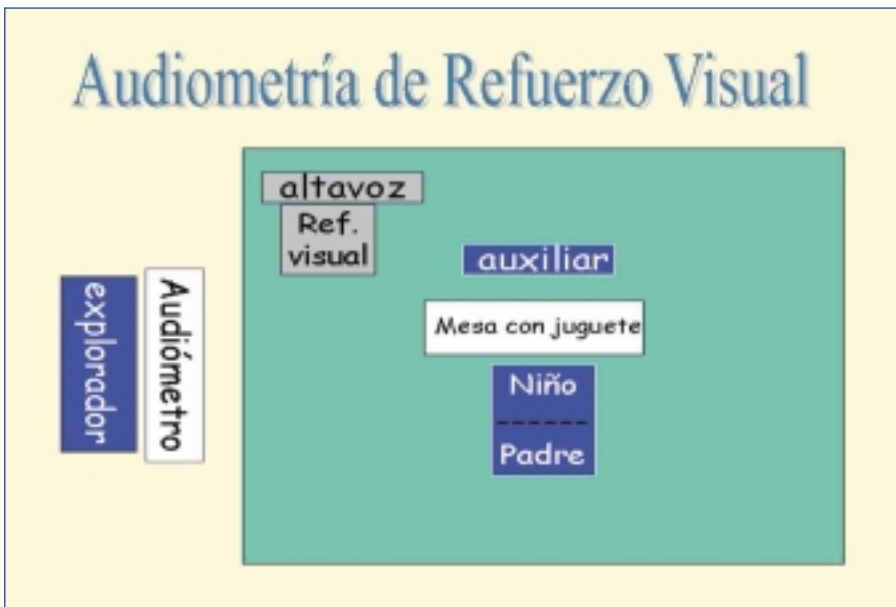 Audiometría de Refuerzo Visual
altavoz
Ref.
visual
auxiliar
Mesa con juguete
Niño
Padre
Audiómetro
explorador